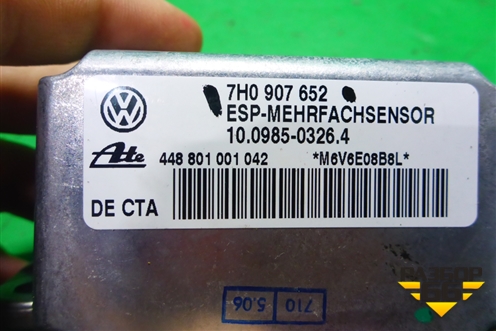 7H0 907 652
ESP-MEHRFACHSENSOR
10.0985-0326.4
Ate 448 801 001 042 *M6V6E08B8L*
DE CTA
710
5.06
РАЗБОР